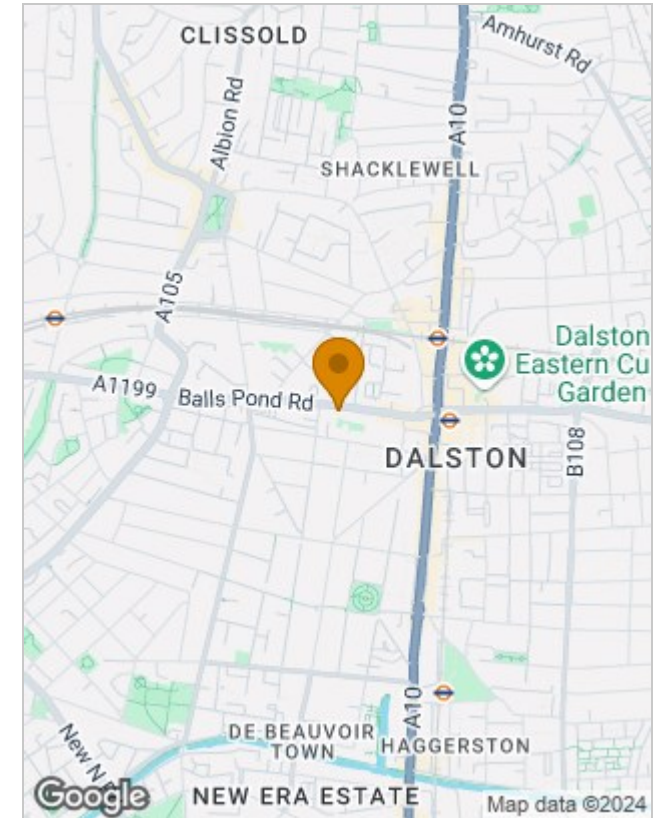 CLISSOLD
Amhurst Rd
Albion Rd
A10
SHACKLEWELL
A105
Dalston
Eastern Cu
Garden
A1199
Balls Pond Rd
DALSTON
B108
A10
DE BEAUVOIR
TOWN
HAGGERSTON
New N
NEW ERA ESTATE
Google
Map data ©2024